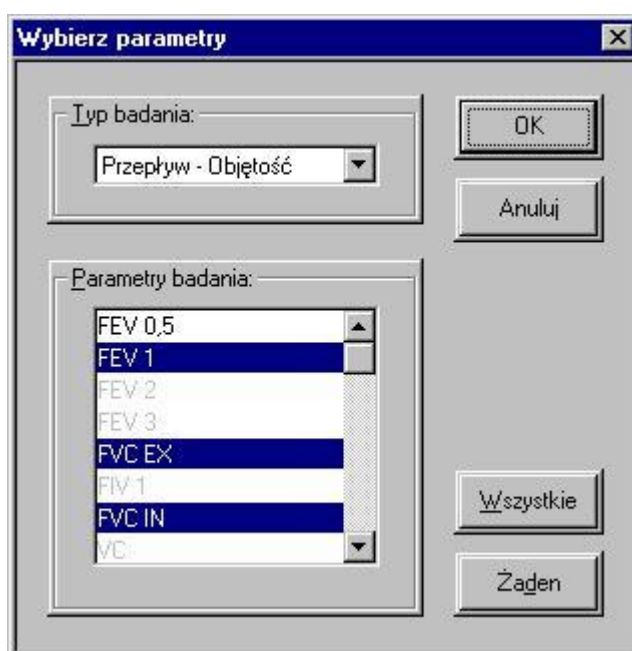 Wybierz parametry
Typ badania:
Przepływ - Objętość
OK
Anuluj
Parametry badania:
FEV 0,5
FEV 1
FEV 2
FEV 3
FVC EX
FIV 1
FVC IN
VC
Wszystkie
Żaden